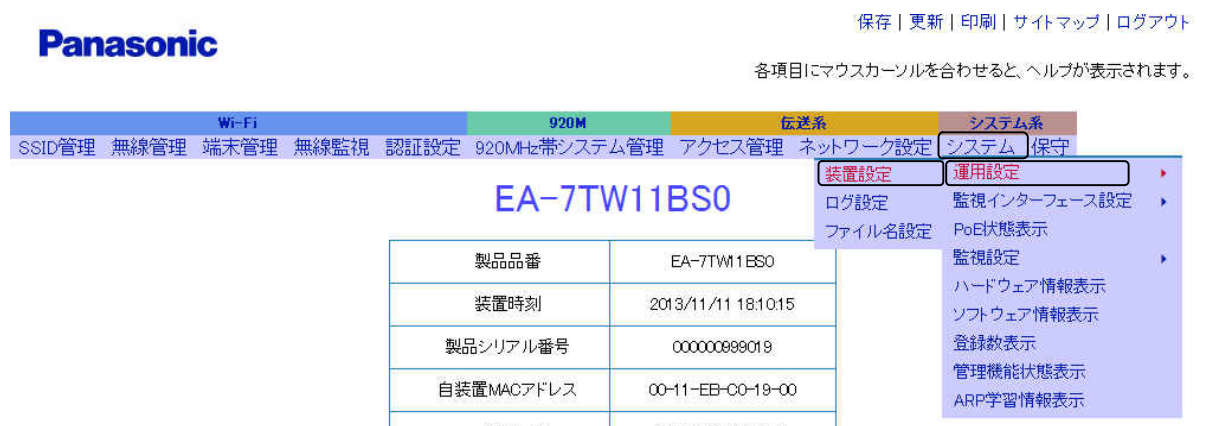 保存 | 更新 | 印刷 | サイトマップ | ログアウト
Panasonic
各項目にマウスカーソルを合わせると、ヘルプが表示されます。
Wi-Fi 920M 伝送系 システム系
SSID管理 無線管理 端末管理 無線監視 認証設定 920MHz帯システム管理 アクセス管理 ネットワーク設定 システム 保守
装置設定 運用設定
ログ設定 監視インターフェース設定
ファイル名設定 PoE状態表示
監視設定
ハードウェア情報表示
ソフトウェア情報表示
登録数表示
管理機能状態表示
ARP学習情報表示
EA-7TW11BS0
製品品番 EA-7TW11BS0
装置時刻 2013/11/11 18:10:15
製品シリアル番号 000000999019
自装置MACアドレス 00-11-EB-C0-19-00